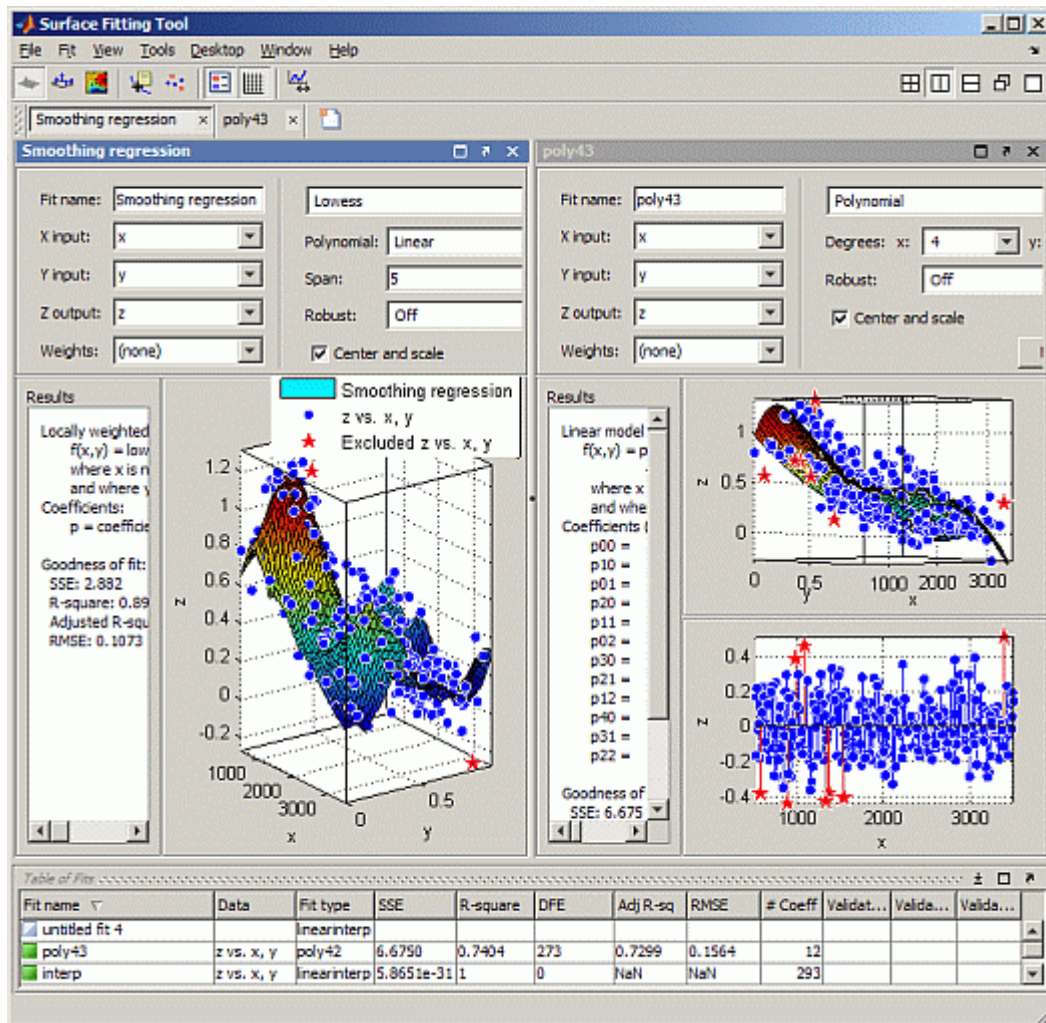 Surface Fitting Tool
File Fit View Tools Desktop Window Help
Smoothing regression × poly43 ×
Smoothing regression
Fit name: Smoothing regression
X input: x
Y input: y
Z output: z
Weights: (none)
Lowess
Polynomial: Linear
Span: 5
Robust: Off
Center and scale
Results
Locally weighted
f(x,y) = low
where x is n
and where y
Coefficients:
p = coefficie
Goodness of fit:
SSE: 2.882
R-square: 0.89
Adjusted R-squ
RMSE: 0.1073
Smoothing regression
z vs. x, y
Excluded z vs. x, y
1.2
1
0.8
0.6
0.4
0.2
0
-0.2
z
1000
2000
3000
x
0
0.5
y
poly43
Fit name: poly43
X input: x
Y input: y
Z output: z
Weights: (none)
Polynomial
Degrees: x: 4 y:
Robust: Off
Center and scale
Results
Linear model
f(x,y) = p
where x
and whe
Coefficients (
p00 =
p10 =
p01 =
p20 =
p11 =
p02 =
p30 =
p21 =
p12 =
p40 =
p31 =
p22 =
Goodness of
SSE: 6.675
1
0.5
0
z
0 0.5 1000 2000 3000
y x
0.4
0.2
0
-0.2
-0.4
z
1000 2000 3000
x
Table of Fits
Fit name Data Fit type SSE R-square DFE Adj R-sq RMSE # Coeff Validat... Valida... Valida...
untitled fit 4 linearinterp
poly43 z vs. x, y poly42 6.6750 0.7404 273 0.7299 0.1564 12
interp z vs. x, y linearinterp 5.8651e-31 1 0 NaN NaN 293